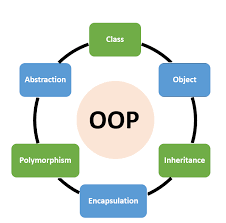 Class
Abstraction
Object
OOP
Polymorphism
Inheritance
Encapsulation